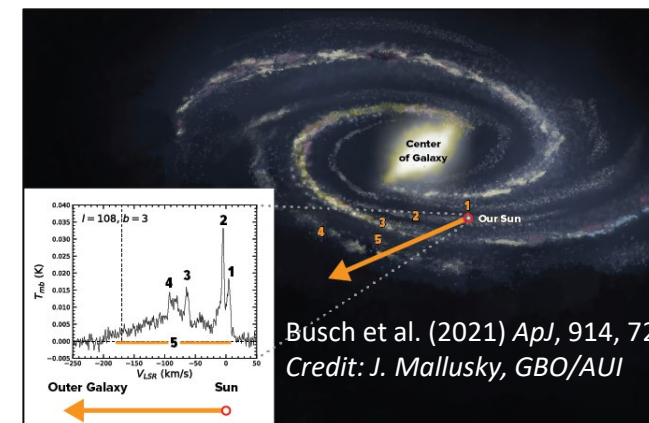 Center
of Galaxy
1
Our Sun
2
3
4
5
l = 108, b = 3
2
1
3
4
5
0.040
0.035
0.030
0.025
0.020
0.015
0.010
0.005
0.000
−0.005
T_mb (K)
−250 −200 −150 −100 −50 0 50
V_LSR (km/s)
Outer Galaxy Sun
Busch et al. (2021) ApJ, 914, 72
Credit: J. Mallusky, GBO/AUI